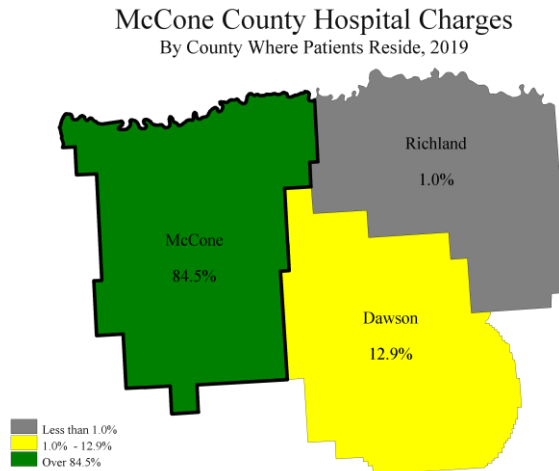 McCone County Hospital Charges
By County Where Patients Reside, 2019
Richland
1.0%
McCone
84.5%
Dawson
12.9%
Less than 1.0%
1.0% - 12.9%
Over 84.5%